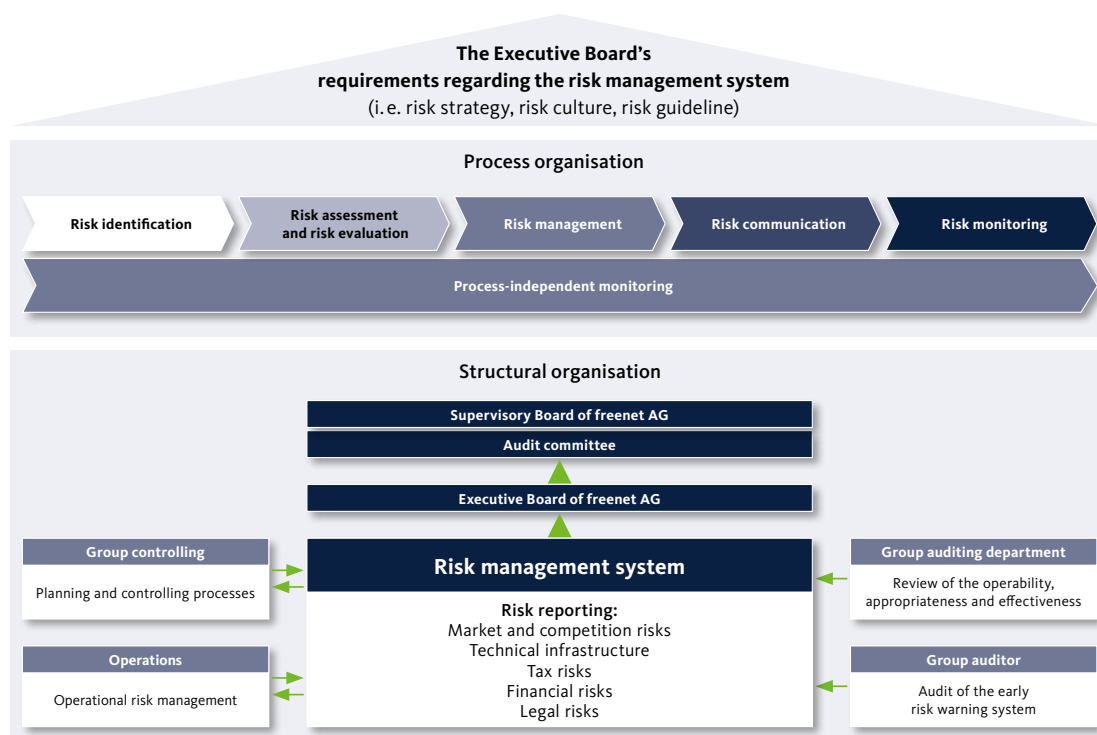 The Executive Board's
requirements regarding the risk management system
(i. e. risk strategy, risk culture, risk guideline)
Process organisation
Risk identification
Risk assessment
and risk evaluation
Risk management
Risk communication
Risk monitoring
Process-independent monitoring
Structural organisation
Supervisory Board of freenet AG
Audit committee
Executive Board of freenet AG
Group controlling
Planning and controlling processes
Operations
Operational risk management
Risk management system
Risk reporting:
Market and competition risks
Technical infrastructure
Tax risks
Financial risks
Legal risks
Group auditing department
Review of the operability,
appropriateness and effectiveness
Group auditor
Audit of the early
risk warning system